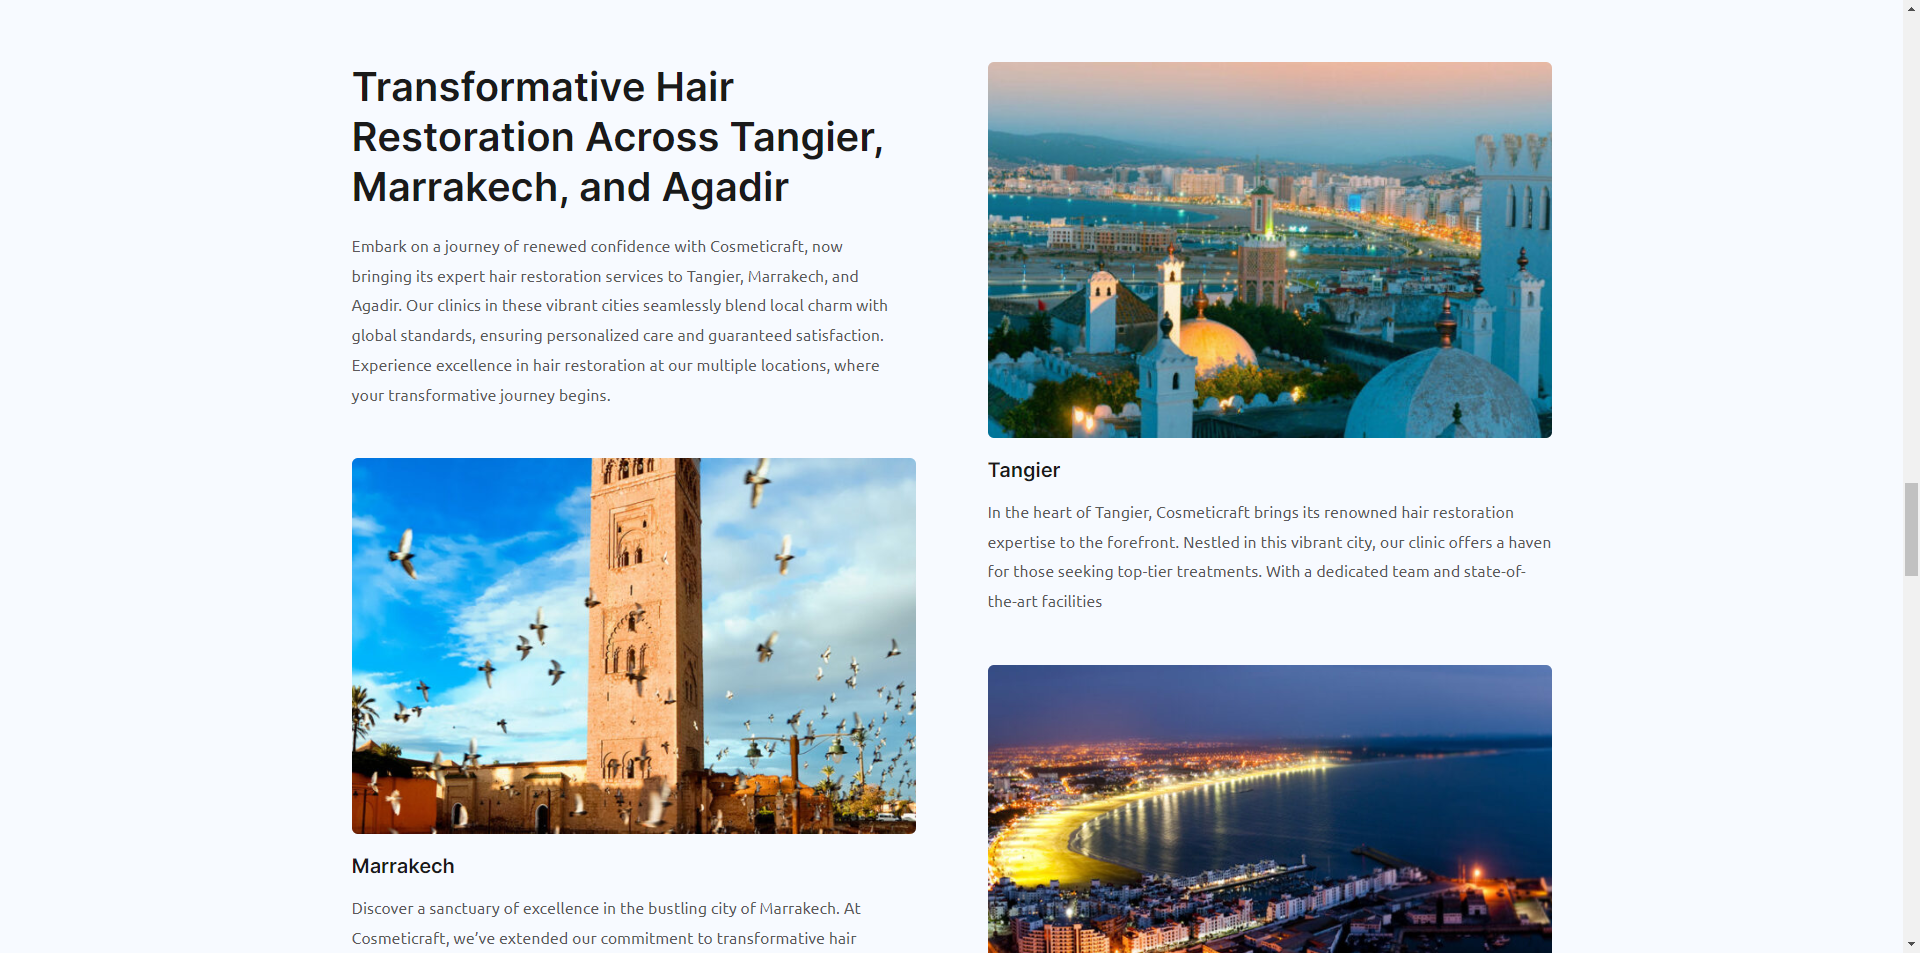 Transformative Hair
Restoration Across Tangier,
Marrakech, and Agadir
Embark on a journey of renewed confidence with Cosmeticraft, now
bringing its expert hair restoration services to Tangier, Marrakech, and
Agadir. Our clinics in these vibrant cities seamlessly blend local charm with
global standards, ensuring personalized care and guaranteed satisfaction.
Experience excellence in hair restoration at our multiple locations, where
your transformative journey begins.
Marrakech
Discover a sanctuary of excellence in the bustling city of Marrakech. At
Cosmeticraft, we’ve extended our commitment to transformative hair
Tangier
In the heart of Tangier, Cosmeticraft brings its renowned hair restoration
expertise to the forefront. Nestled in this vibrant city, our clinic offers a haven
for those seeking top-tier treatments. With a dedicated team and state-of-
the-art facilities